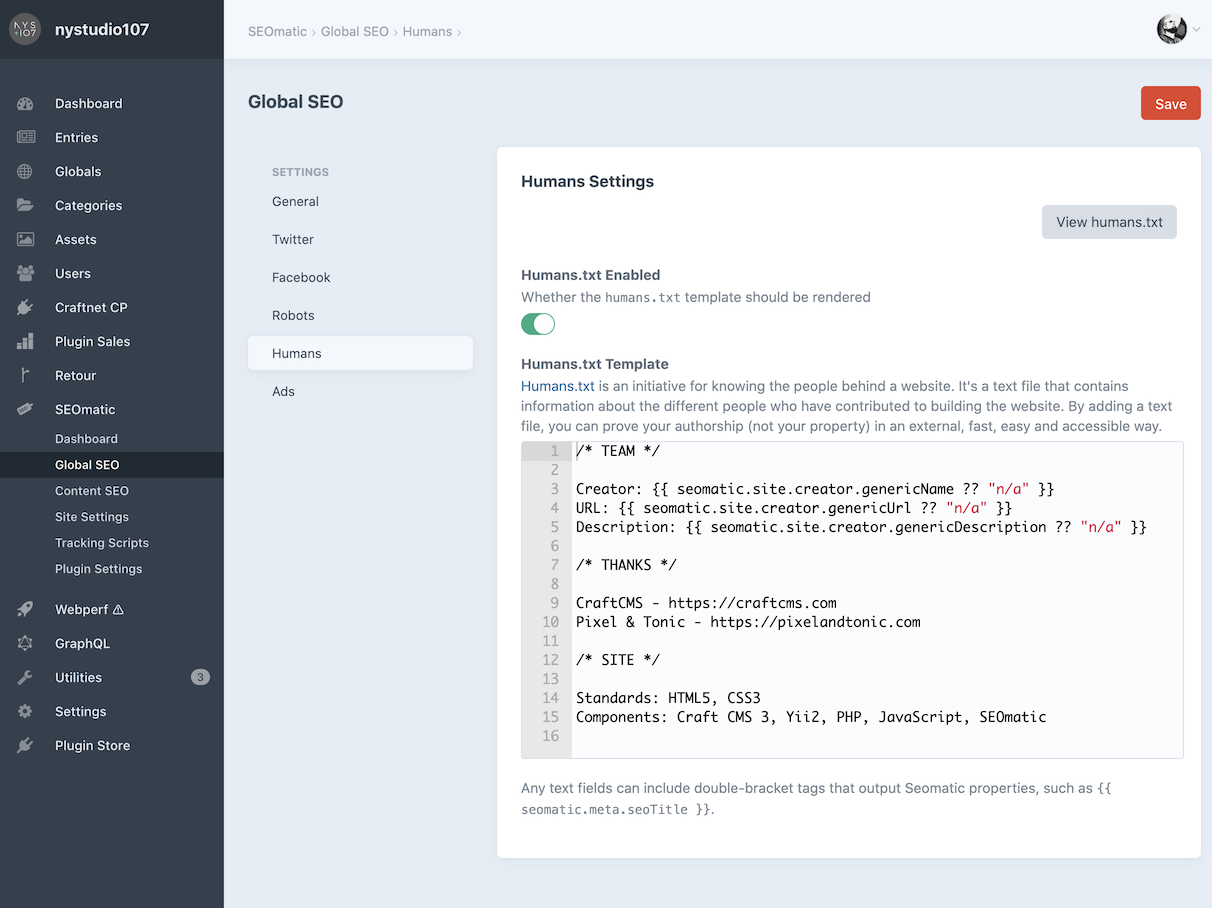 NYS
+107
nystudio107
SEOmatic › Global SEO › Humans ›
Dashboard
Entries
Globals
Categories
Assets
Users
Craftnet CP
Plugin Sales
Retour
SEOmatic
Dashboard
Global SEO
Content SEO
Site Settings
Tracking Scripts
Plugin Settings
Webperf
GraphQL
Utilities 3
Settings
Plugin Store
Global SEO
Save
SETTINGS
General
Twitter
Facebook
Robots
Humans
Ads
Humans Settings
View humans.txt
Humans.txt Enabled
Whether the humans.txt template should be rendered
Humans.txt Template
Humans.txt is an initiative for knowing the people behind a website. It's a text file that contains
information about the different people who have contributed to building the website. By adding a text
file, you can prove your authorship (not your property) in an external, fast, easy and accessible way.
1 /* TEAM */
2
3 Creator: {{ seomatic.site.creator.genericName ?? "n/a" }}
4 URL: {{ seomatic.site.creator.genericUrl ?? "n/a" }}
5 Description: {{ seomatic.site.creator.genericDescription ?? "n/a" }}
6
7 /* THANKS */
8
9 CraftCMS - https://craftcms.com
10 Pixel & Tonic - https://pixelandtonic.com
11
12 /* SITE */
13
14 Standards: HTML5, CSS3
15 Components: Craft CMS 3, Yii2, PHP, JavaScript, SEOmatic
16
Any text fields can include double-bracket tags that output Seomatic properties, such as {{
seomatic.meta.seoTitle }}.